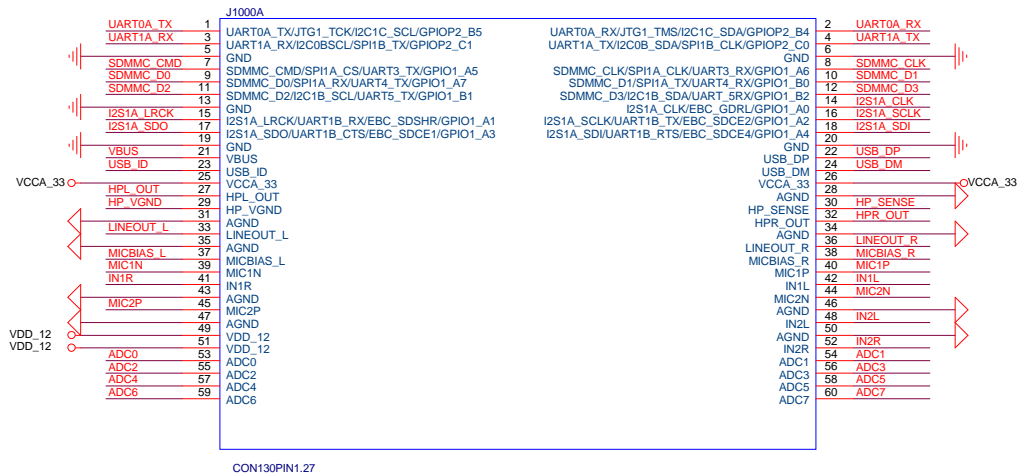 J1000A
UART0A_TX 1 UART0A_TX/JTG1_TCK/I2C1C_SCL/GPIOP2_B5 UART0A_RX/JTG1_TMS/I2C1C_SDA/GPIOP2_B4 2 UART0A_RX
UART1A_RX 3 UART1A_RX/I2C0BSCL/SPI1B_TX/GPIOP2_C1 UART1A_TX/I2C0B_SDA/SPI1B_CLK/GPIOP2_C0 4 UART1A_TX
5 GND GND 6
SDMMC_CMD 7 SDMMC_CMD/SPI1A_CS/UART3_TX/GPIO1_A5 SDMMC_CLK/SPI1A_CLK/UART3_RX/GPIO1_A6 8 SDMMC_CLK
SDMMC_D0 9 SDMMC_D0/SPI1A_RX/UART4_TX/GPIO1_A7 SDMMC_D1/SPI1A_TX/UART4_RX/GPIO1_B0 10 SDMMC_D1
SDMMC_D2 11 SDMMC_D2/I2C1B_SCL/UART5_TX/GPIO1_B1 SDMMC_D3/I2C1B_SDA/UART_5RX/GPIO1_B2 12 SDMMC_D3
13 GND I2S1A_CLK/EBC_GDRL/GPIO1_A0 14 I2S1A_CLK
I2S1A_LRCK 15 I2S1A_LRCK/UART1B_RX/EBC_SDSHR/GPIO1_A1 I2S1A_SCLK/UART1B_TX/EBC_SDCE2/GPIO1_A2 16 I2S1A_SCLK
I2S1A_SDO 17 I2S1A_SDO/UART1B_CTS/EBC_SDCE1/GPIO1_A3 I2S1A_SDI/UART1B_RTS/EBC_SDCE4/GPIO1_A4 18 I2S1A_SDI
19 GND GND 20
VBUS 21 VBUS USB_DP 22 USB_DP
USB_ID 23 USB_ID USB_DM 24 USB_DM
VCCA_33 25 VCCA_33 VCCA_33 26 VCCA_33
HPL_OUT 27 HPL_OUT AGND 28
HP_VGND 29 HP_VGND HP_SENSE 30 HP_SENSE
31 AGND HPR_OUT 32 HPR_OUT
LINEOUT_L 33 LINEOUT_L AGND 34
35 AGND LINEOUT_R 36 LINEOUT_R
MICBIAS_L 37 MICBIAS_L MICBIAS_R 38 MICBIAS_R
MIC1N 39 MIC1N MIC1P 40 MIC1P
IN1R 41 IN1R IN1L 42 IN1L
43 AGND MIC2N 44 MIC2N
MIC2P 45 MIC2P AGND 46
47 AGND IN2L 48 IN2L
VDD_12 49 VDD_12 AGND 50
VDD_12 51 VDD_12 IN2R 52 IN2R
ADC0 53 ADC0 ADC1 54 ADC1
ADC2 55 ADC2 ADC3 56 ADC3
ADC4 57 ADC4 ADC5 58 ADC5
ADC6 59 ADC6 ADC7 60 ADC7
CON130PIN1.27